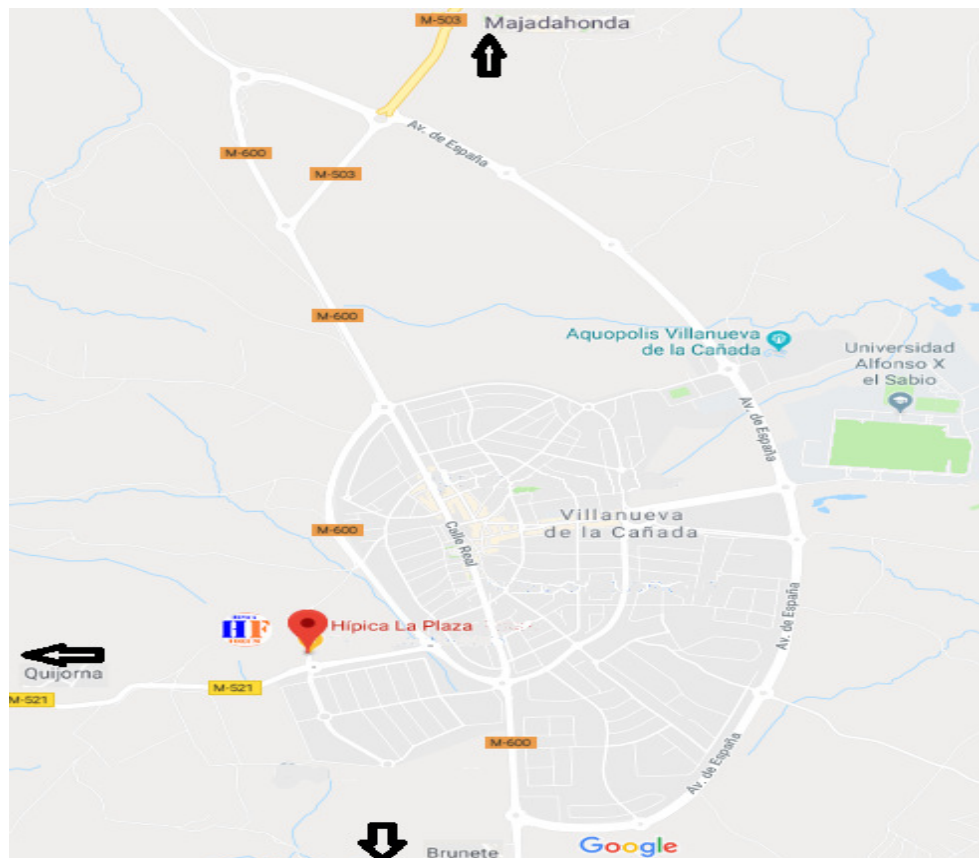 M-503
Majadahonda
Av. de España
M-600
M-503
M-600
Aquopolis Villanueva
de la Cañada
Universidad
Alfonso X
el Sabio
Av. de España
M-600
Calle Real
Villanueva
de la Cañada
Av. de España
HF
Hípica La Plaza
Quijorna
M-521
M-521
M-600
Av. de España
Google
Brunete